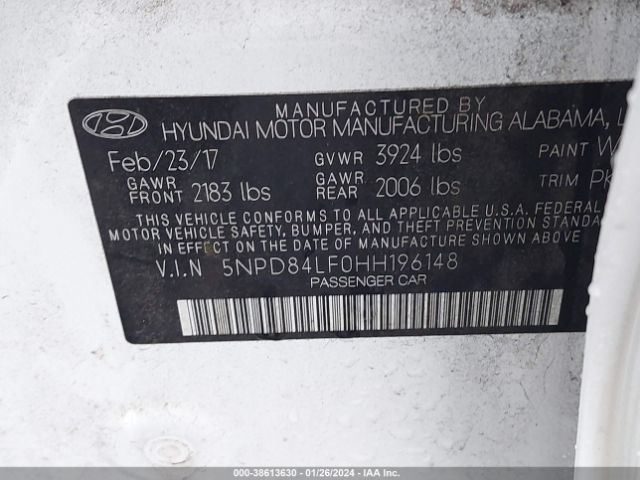 MANUFACTURED BY
HYUNDAI MOTOR MANUFACTURING ALABAMA,
Feb/23/17 GVWR 3924 lbs PAINT
GAWR FRONT 2183 lbs GAWR REAR 2006 lbs TRIM
THIS VEHICLE CONFORMS TO ALL APPLICABLE U.S.A. FEDERAL
MOTOR VEHICLE SAFETY, BUMPER, AND THEFT PREVENTION
IN EFFECT ON THE DATE OF MANUFACTURE SHOWN ABOVE.
V.I.N 5NPD84LF0HH196148
PASSENGER CAR
000-38613630 - 01/26/2024 - IAA Inc.